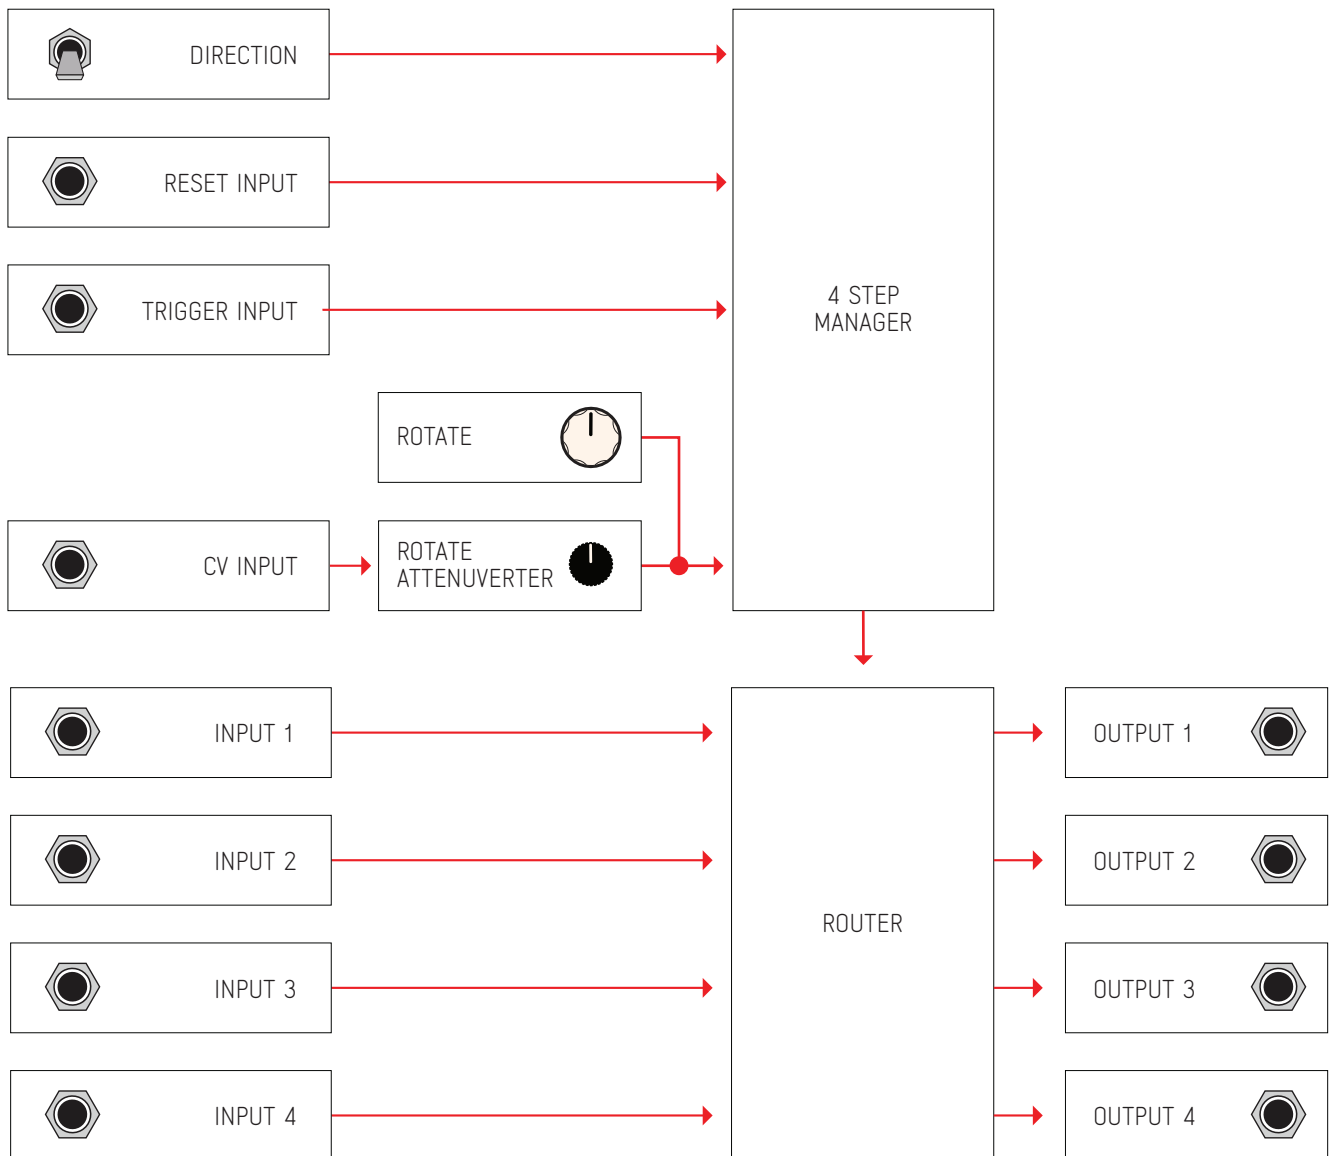 DIRECTION
RESET INPUT
TRIGGER INPUT
4 STEP
MANAGER
ROTATE
CV INPUT
ROTATE
ATTENUVERTER
INPUT 1
OUTPUT 1
INPUT 2
OUTPUT 2
ROUTER
INPUT 3
OUTPUT 3
INPUT 4
OUTPUT 4